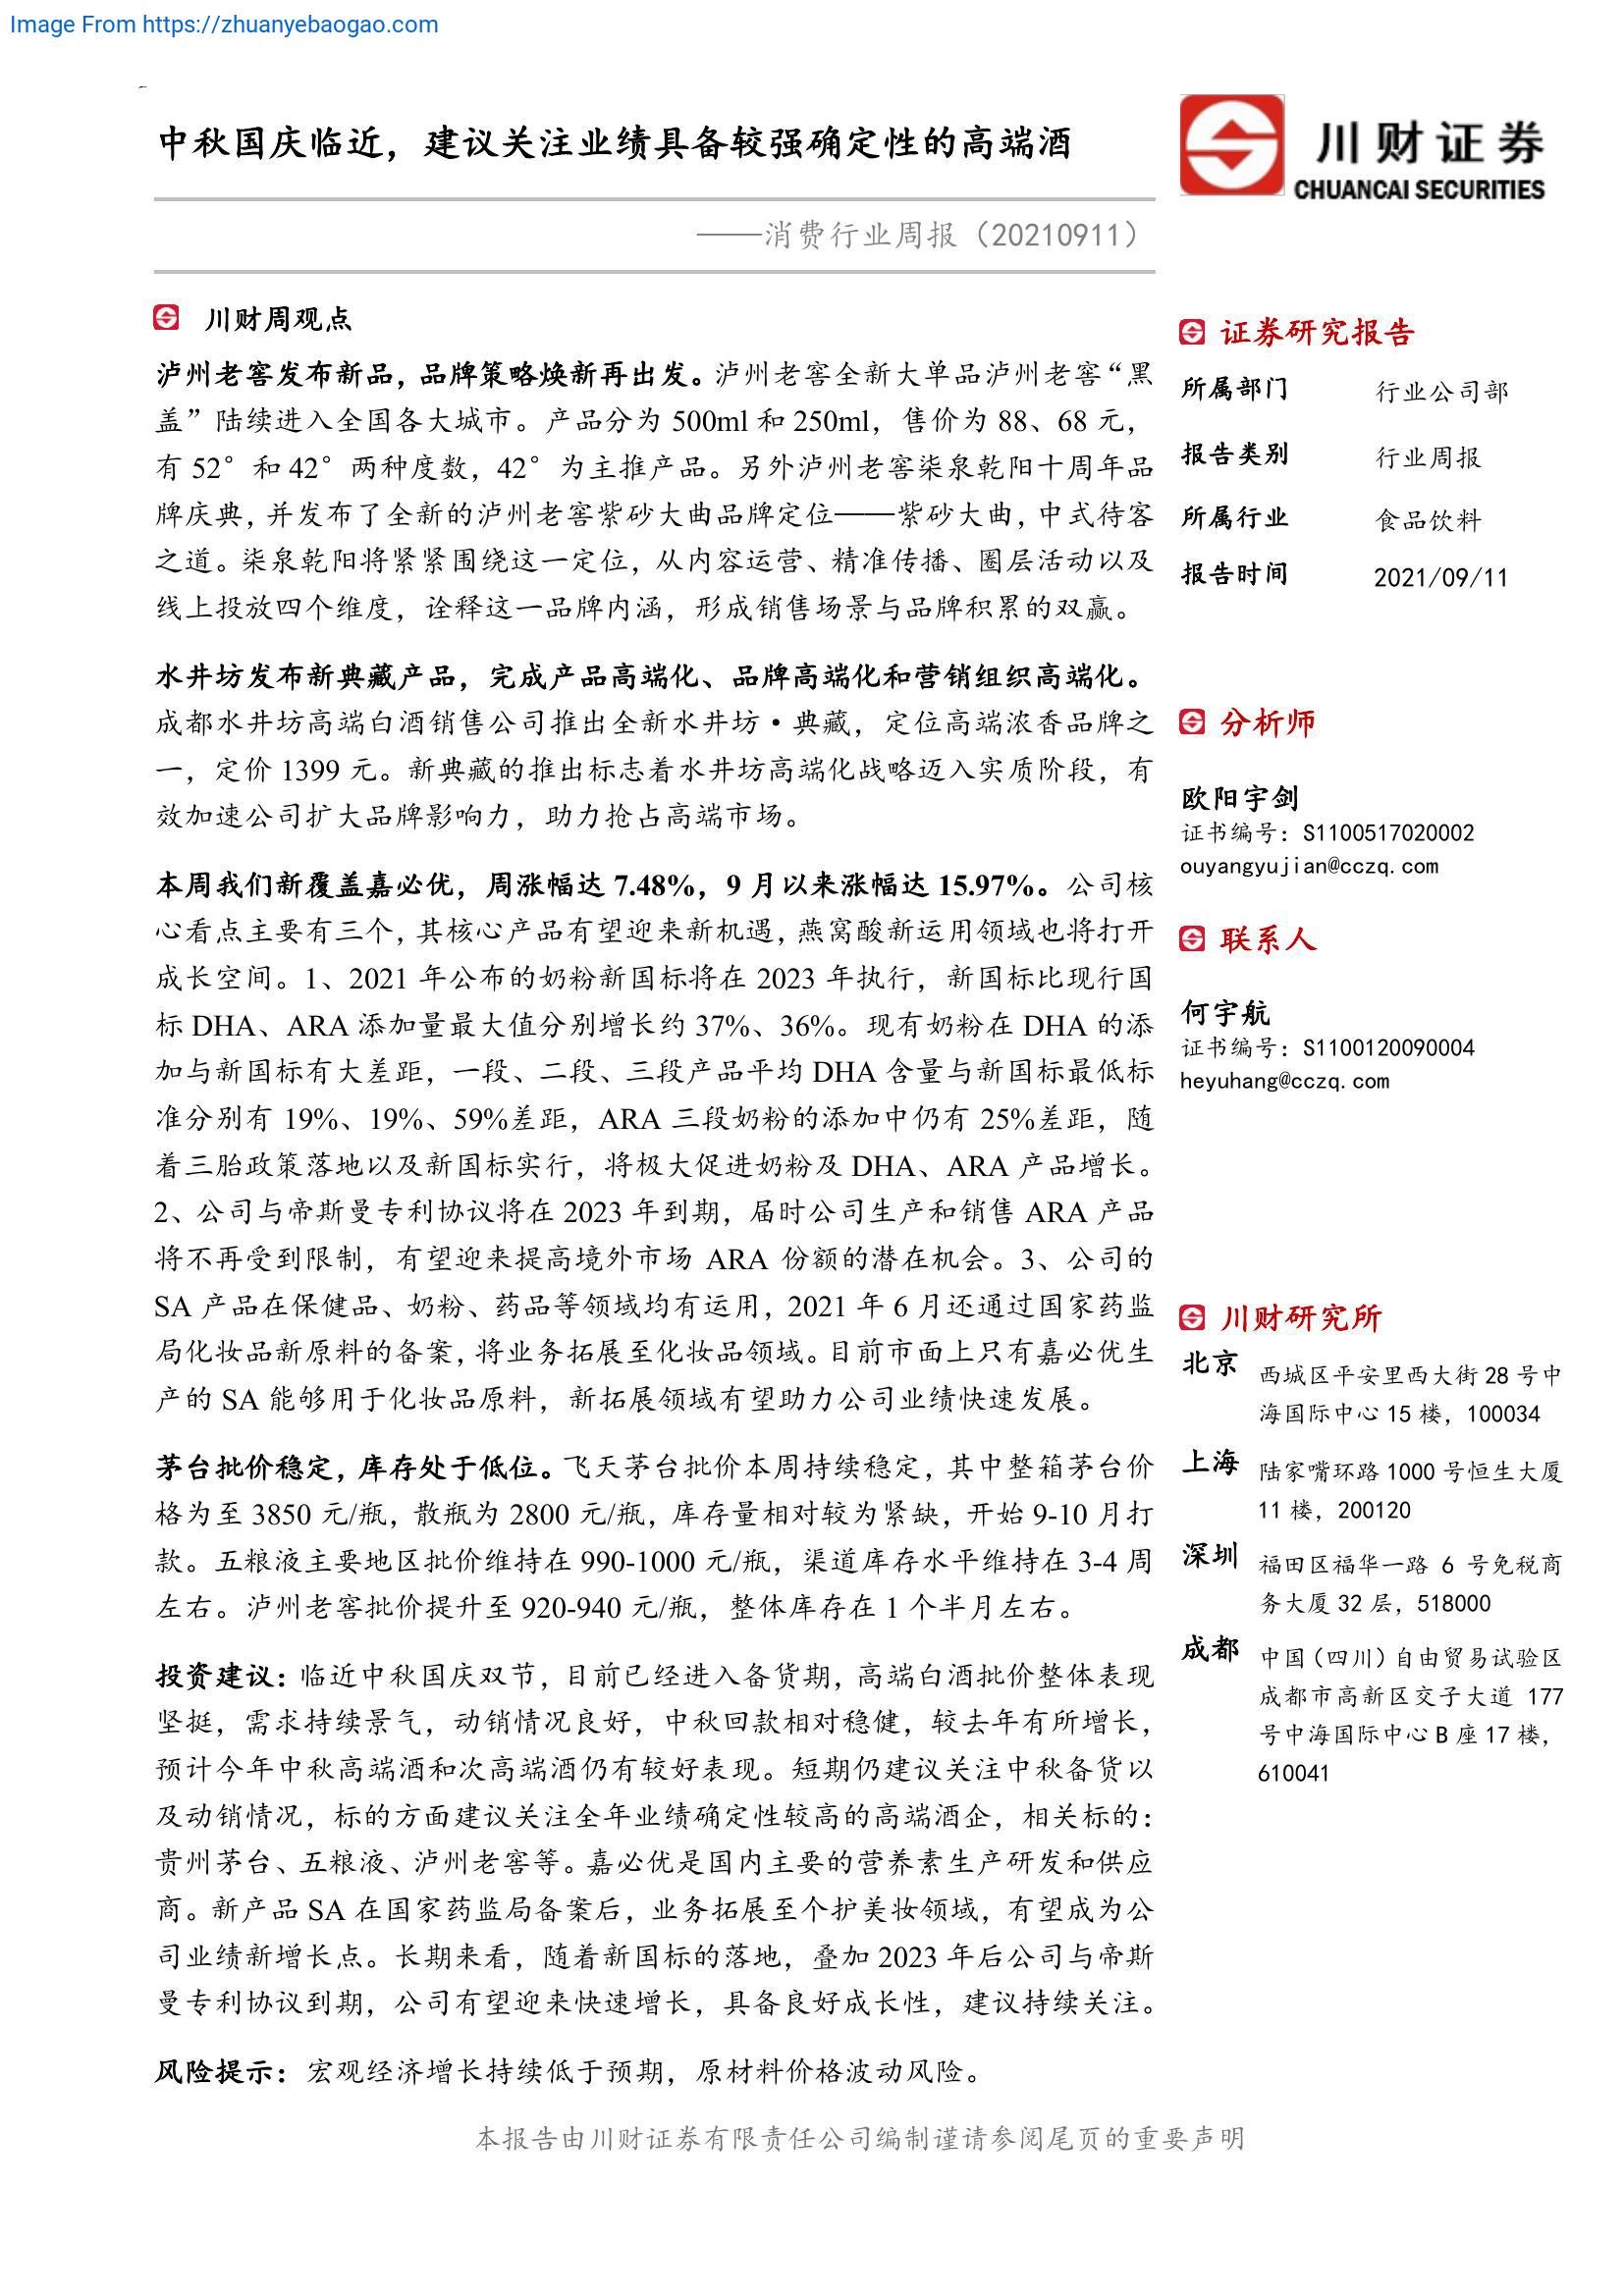 Image From https://zhuanyebaogao.com
中秋国庆临近，建议关注业绩具备较强确定性的高端酒
——消费行业周报（20210911）
川财证券
CHUANCAI SECURITIES
川财周观点
泸州老窖发布新品，品牌策略焕新再出发。泸州老窖全新大单品泸州老窖“黑
盖”陆续进入全国各大城市。产品分为 500ml 和 250ml，售价为 88、68 元，
有 52°和 42°两种度数，42°为主推产品。另外泸州老窖柒泉乾阳十周年品
牌庆典，并发布了全新的泸州老窖紫砂大曲品牌定位——紫砂大曲，中式待客
之道。柒泉乾阳将紧紧围绕这一定位，从内容运营、精准传播、圈层活动以及
线上投放四个维度，诠释这一品牌内涵，形成销售场景与品牌积累的双赢。
水井坊发布新典藏产品，完成产品高端化、品牌高端化和营销组织高端化。
成都水井坊高端白酒销售公司推出全新水井坊·典藏，定位高端浓香品牌之
一，定价 1399 元。新典藏的推出标志着水井坊高端化战略迈入实质阶段，有
效加速公司扩大品牌影响力，助力抢占高端市场。
本周我们新覆盖嘉必优，周涨幅达 7.48%，9 月以来涨幅达 15.97%。公司核
心看点主要有三个，其核心产品有望迎来新机遇，燕窝酸新运用领域也将打开
成长空间。1、2021 年公布的奶粉新国标将在 2023 年执行，新国标比现行国
标 DHA、ARA 添加量最大值分别增长约 37%、36%。现有奶粉在 DHA 的添
加与新国标有大差距，一段、二段、三段产品平均 DHA 含量与新国标最低标
准分别有 19%、19%、59%差距，ARA 三段奶粉的添加中仍有 25%差距，随
着三胎政策落地以及新国标实行，将极大促进奶粉及 DHA、ARA 产品增长。
2、公司与帝斯曼专利协议将在 2023 年到期，届时公司生产和销售 ARA 产品
将不再受到限制，有望迎来提高境外市场 ARA 份额的潜在机会。3、公司的
SA 产品在保健品、奶粉、药品等领域均有运用，2021 年 6 月还通过国家药监
局化妆品新原料的备案，将业务拓展至化妆品领域。目前市面上只有嘉必优生
产的 SA 能够用于化妆品原料，新拓展领域有望助力公司业绩快速发展。
茅台批价稳定，库存处于低位。飞天茅台批价本周持续稳定，其中整箱茅台价
格为至 3850 元/瓶，散瓶为 2800 元/瓶，库存量相对较为紧缺，开始 9-10 月打
款。五粮液主要地区批价维持在 990-1000 元/瓶，渠道库存水平维持在 3-4 周
左右。泸州老窖批价提升至 920-940 元/瓶，整体库存在 1 个半月左右。
投资建议：临近中秋国庆双节，目前已经进入备货期，高端白酒批价整体表现
坚挺，需求持续景气，动销情况良好，中秋回款相对稳健，较去年有所增长，
预计今年中秋高端酒和次高端酒仍有较好表现。短期仍建议关注中秋备货以
及动销情况，标的方面建议关注全年业绩确定性较高的高端酒企，相关标的：
贵州茅台、五粮液、泸州老窖等。嘉必优是国内主要的营养素生产研发和供应
商。新产品 SA 在国家药监局备案后，业务拓展至个护美妆领域，有望成为公
司业绩新增长点。长期来看，随着新国标的落地，叠加 2023 年后公司与帝斯
曼专利协议到期，公司有望迎来快速增长，具备良好成长性，建议持续关注。
风险提示：宏观经济增长持续低于预期，原材料价格波动风险。
证券研究报告
所属部门 行业公司部
报告类别 行业周报
所属行业 食品饮料
报告时间 2021/09/11
分析师
欧阳宇剑
证书编号：S1100517020002
ouyangyujian@cczq.com
联系人
何宇航
证书编号：S1100120090004
heyuhang@cczq.com
川财研究所
北京 西城区平安里西大街 28 号中
海国际中心 15 楼，100034
上海 陆家嘴环路 1000 号恒生大厦
11 楼，200120
深圳 福田区福华一路 6 号免税商
务大厦 32 层，518000
成都 中国（四川）自由贸易试验区
成都市高新区交子大道 177
号中海国际中心 B 座 17 楼，
610041
本报告由川财证券有限责任公司编制谨请参阅尾页的重要声明